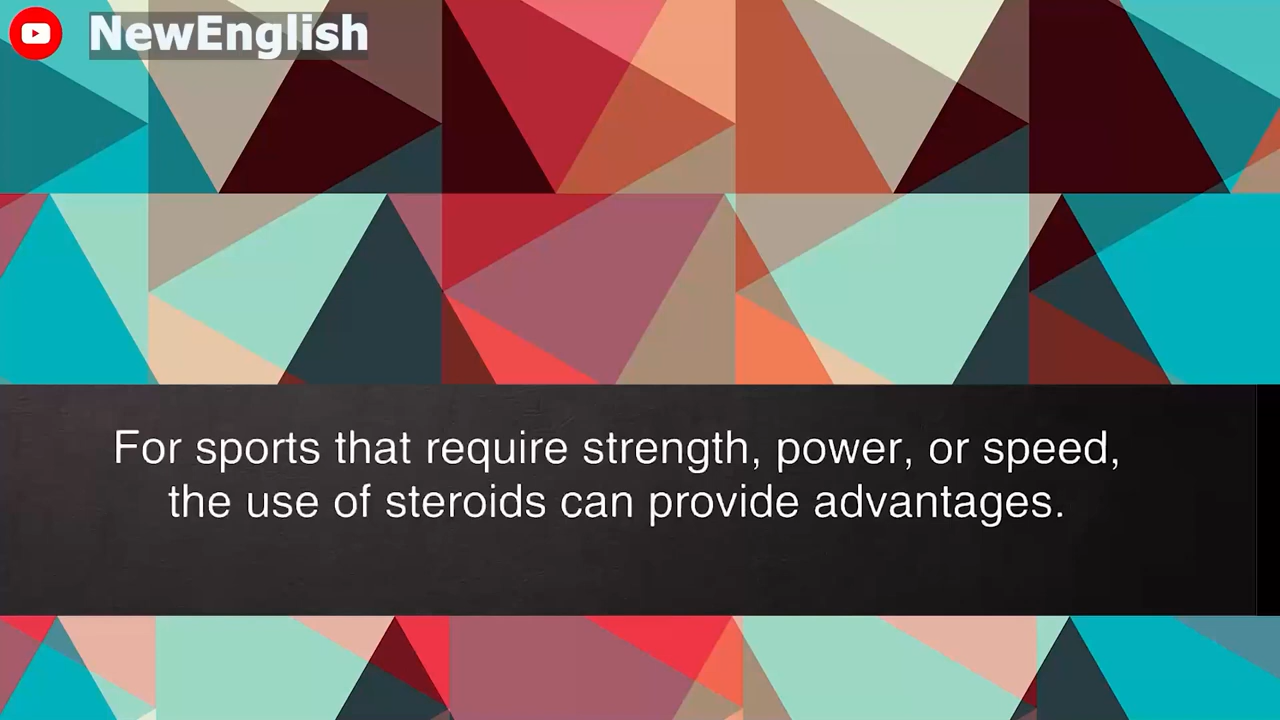 NewEnglish
For sports that require strength, power, or speed,
the use of steroids can provide advantages.